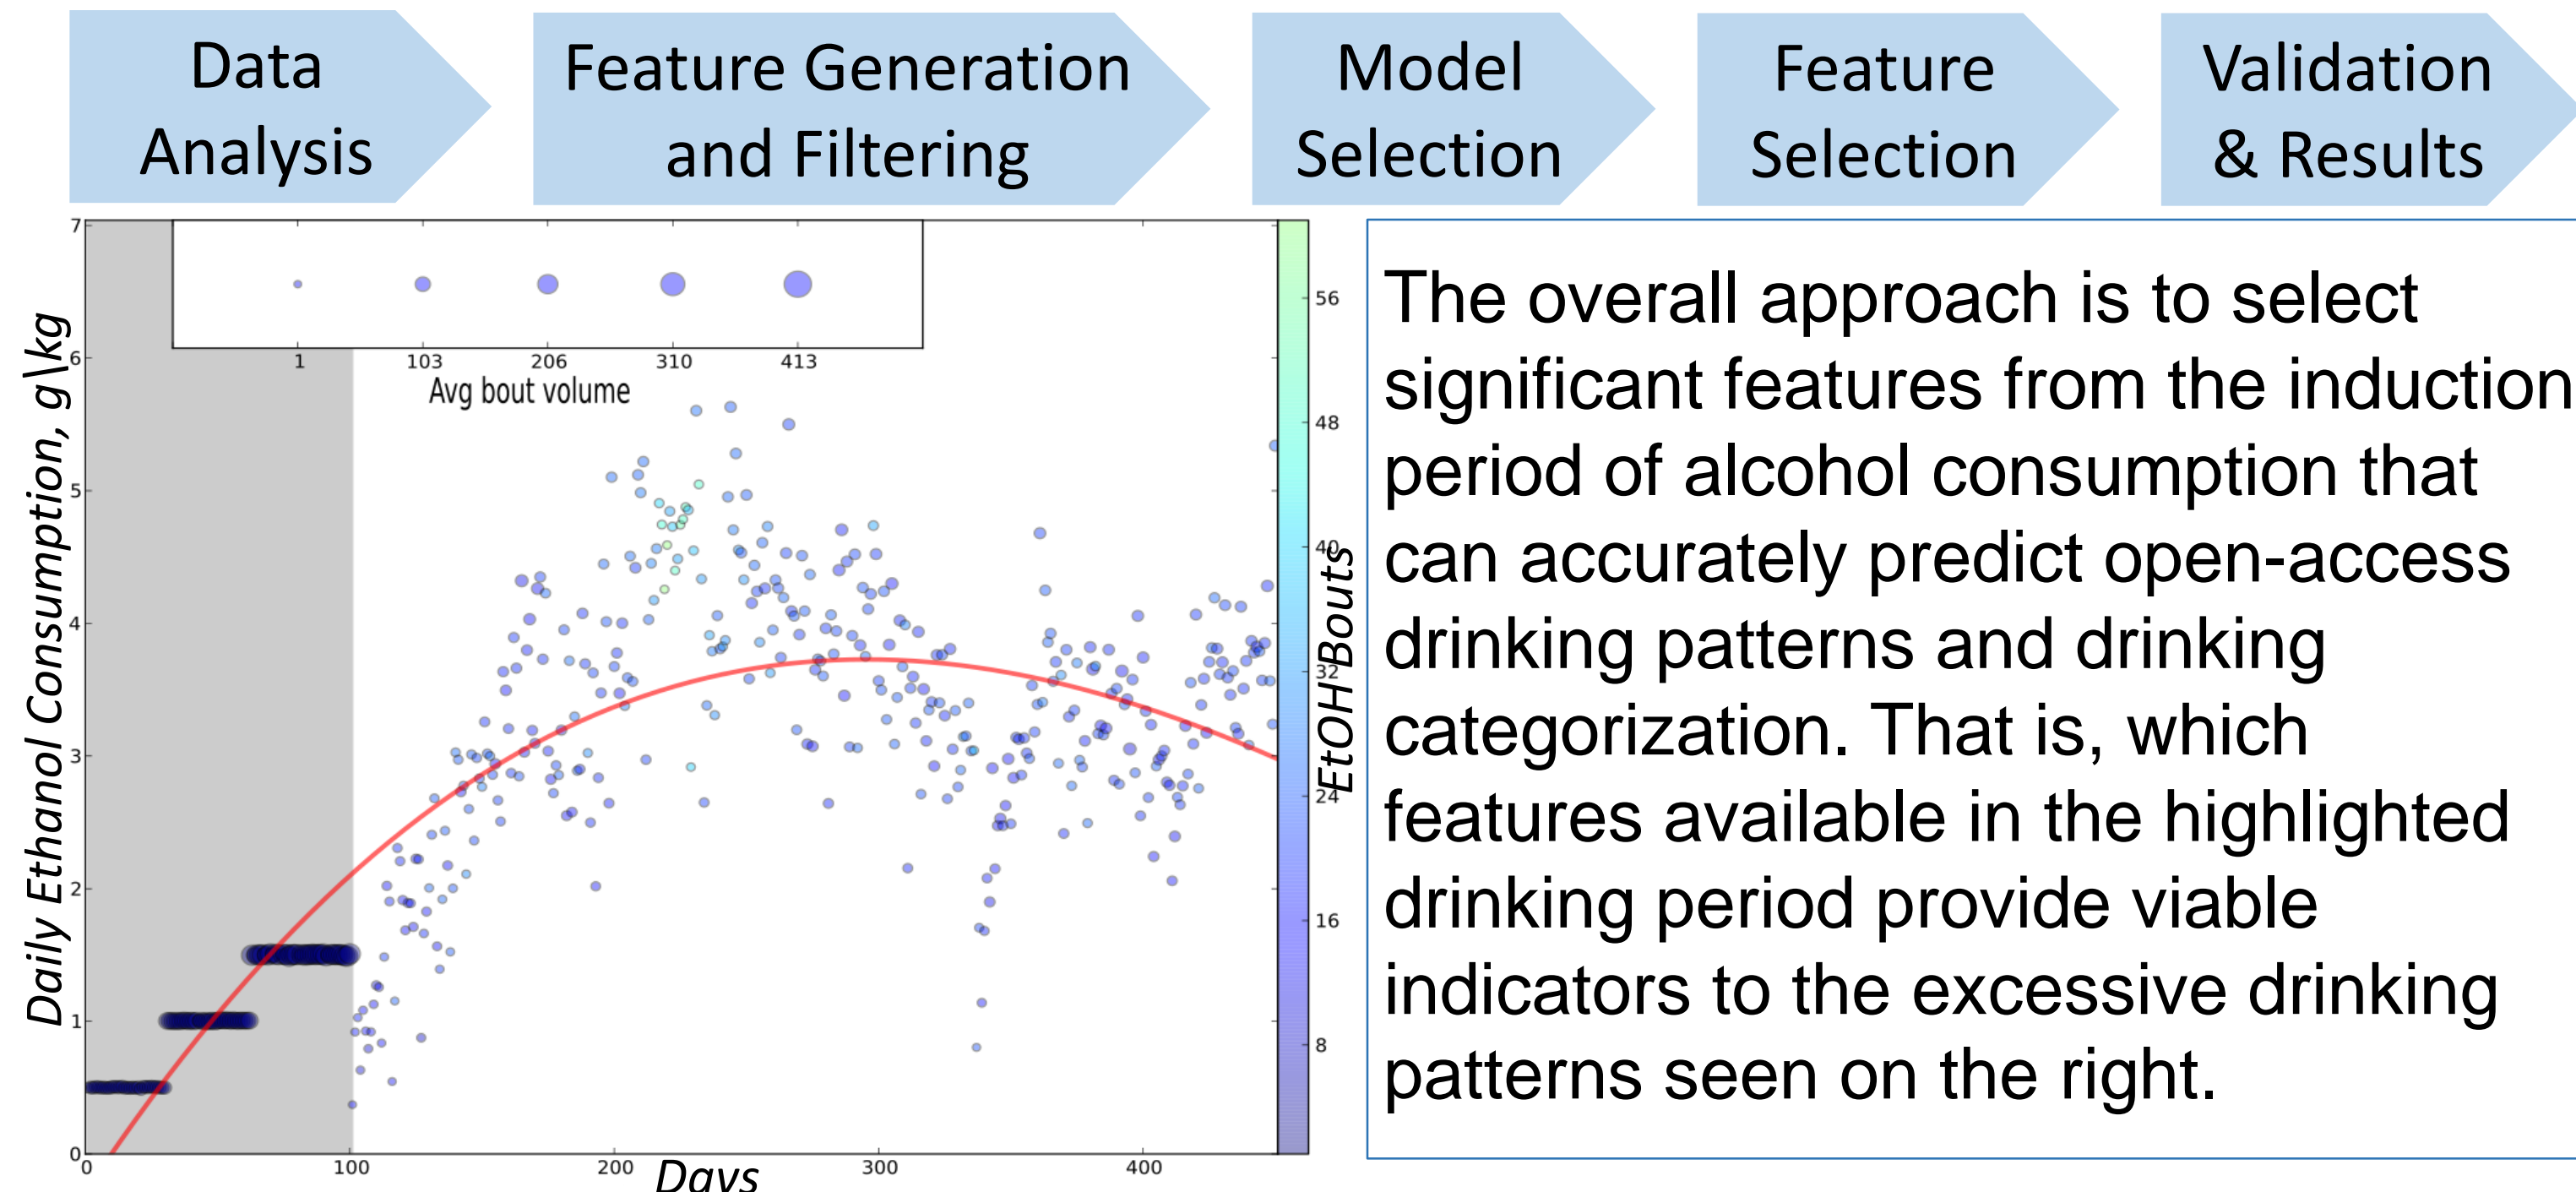 Data
Analysis
Feature Generation
and Filtering
Model
Selection
Feature
Selection
Validation
& Results
7
6
5
4
3
2
1
0
Daily Ethanol Consumption, g\kg
1 103 206 310 413
Avg bout volume
0 100 200 300 400
Days
56
48
40
32
24
16
8
EtOH Bouts
The overall approach is to select
significant features from the induction
period of alcohol consumption that
can accurately predict open-access
drinking patterns and drinking
categorization. That is, which
features available in the highlighted
drinking period provide viable
indicators to the excessive drinking
patterns seen on the right.